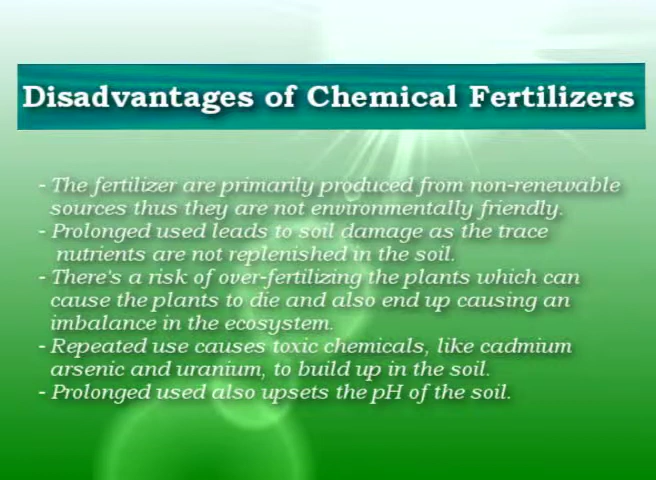 Disadvantages of Chemical Fertilizers
- The fertilizer are primarily produced from non-renewable
sources thus they are not environmentally friendly.
- Prolonged used leads to soil damage as the trace
nutrients are not replenished in the soil.
- There's a risk of over-fertilizing the plants which can
cause the plants to die and also end up causing an
imbalance in the ecosystem.
- Repeated use causes toxic chemicals, like cadmium
arsenic and uranium, to build up in the soil.
- Prolonged used also upsets the pH of the soil.